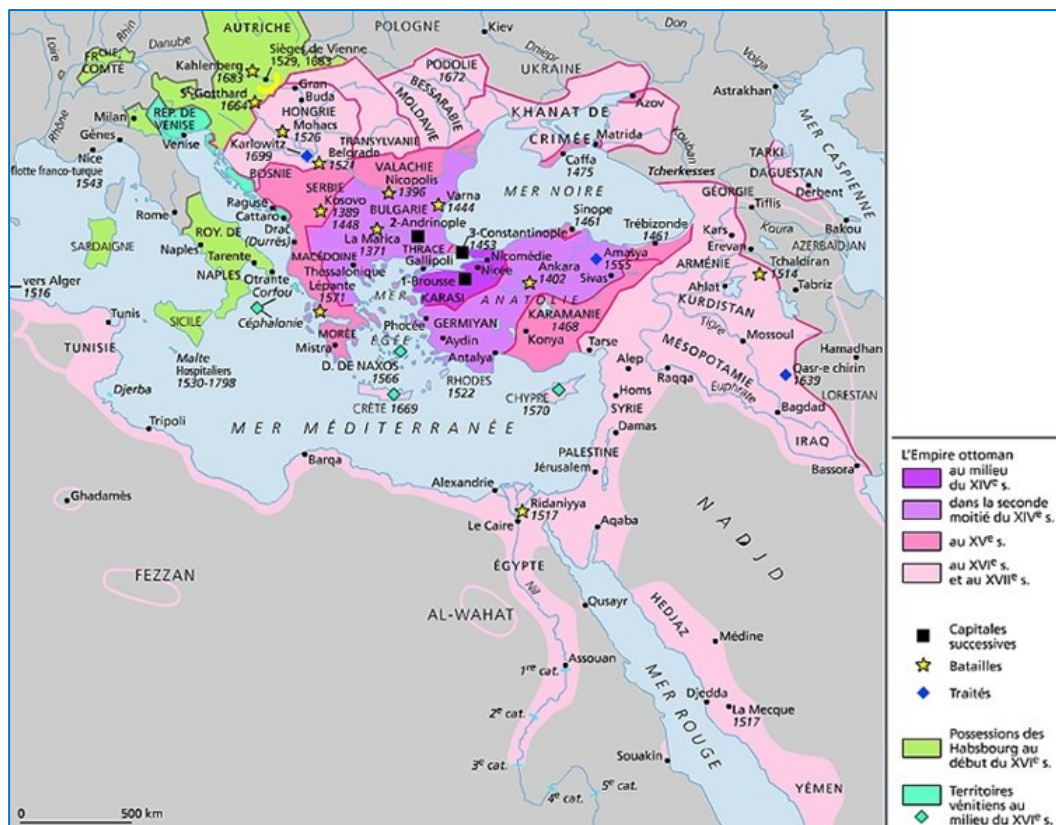 Loire
Rhin
FR CHE
COMTÉ
Danube
AUTRICHE
POLOGNE
Kiev
Don
Dniepr
Volga
Sièges de Vienne
1529, 1683
Kahlenberg
1683
St Gotthard
1664
Gran
Buda
HONGRIE
Mohacs
1526
PODOLIE
1672
BESSARABIE
MOLDAVIE
UKRAINE
KHANAT DE
CRIMÉE
Azov
Astrakhan
MER CASPIENNE
Milan
RÉP. DE
VENISE
Venise
Gênes
Rhône
Nice
flotte franco-turque
1543
Karlowitz
1699
TRANSYLVANIE
Belgrade
1521
Matrida
Caffa
1475
Kouban
Tcherkesses
TARKI
DAGUESTAN
Derbent
BOSNIE
SERBIE
VALACHIE
Nicopolis
1396
MER NOIRE
GÉORGIE
Tiflis
Koura
Bakou
Rome
Raguse
Cattaro
Kosovo
1389
1448
BULGARIE
Varna
1444
2-Andrinople
3-Constantinople
1453
Sinope
1461
Trébizonde
1461
Kars
Erevan
AZERBAÏDJAN
SARDAIGNE
ROY. DE
NAPLES
Naples
Tarente
Otrante
Drac
(Durrës)
La Marica
1371
THRACE
Gallipoli
Nicomédie
Nicée
Amasya
1555
ARMÉNIE
Tchaldiran
1514
MACÉDOINE
Thessalonique
1-Brousse
Ankara
1402
Sivas
Ahlat
Tabriz
vers Alger
1516
Corfou
Lépante
1571
MER
ÉGÉE
KARASI
ANATOLIE
KARAMANIE
1468
KURDISTAN
Céphalonie
Phocée
GERMIYAN
Konya
Tigre
Mossoul
Tunis
SICILE
MORÉE
Mistra
Aydin
Antalya
Tarse
Alep
MÉSOPOTAMIE
Hamadhan
TUNISIE
Malte
Hospitaliers
1530-1798
D. DE NAXOS
1566
RHODES
1522
CHYPRE
1570
Raqqa
Euphrate
Qasr-e chirin
1639
LORESTAN
Djerba
CRÈTE 1669
Homs
SYRIE
Bagdad
Tripoli
MER MÉDITERRANÉE
Damas
IRAQ
Barqa
PALESTINE
Jérusalem
Bassora
Ghadamès
Alexandrie
Ridaniyya
1517
Le Caire
Aqaba
NADJD
FEZZAN
ÉGYPTE
Nil
AL-WAHAT
Qusayr
HEDJAZ
Médine
1re cat.
Assouan
MER ROUGE
Djedda
La Mecque
1517
2e cat.
Souakin
3e cat.
4e cat.
5e cat.
YÉMEN
0
500 km
L'Empire ottoman
au milieu
du XIVe s.
dans la seconde
moitié du XIVe s.
au XVe s.
au XVIe s.
et au XVIIe s.
Capitales
successives
Batailles
Traités
Possessions des
Habsbourg au
début du XVIe s.
Territoires
vénitiens au
milieu du XVIe s.